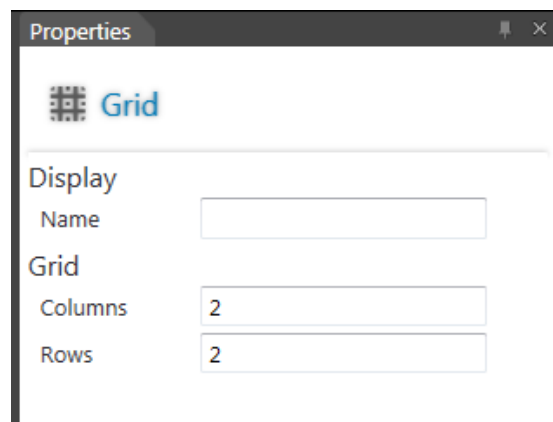 Properties
Grid
Display
Name
Grid
Columns 2
Rows 2